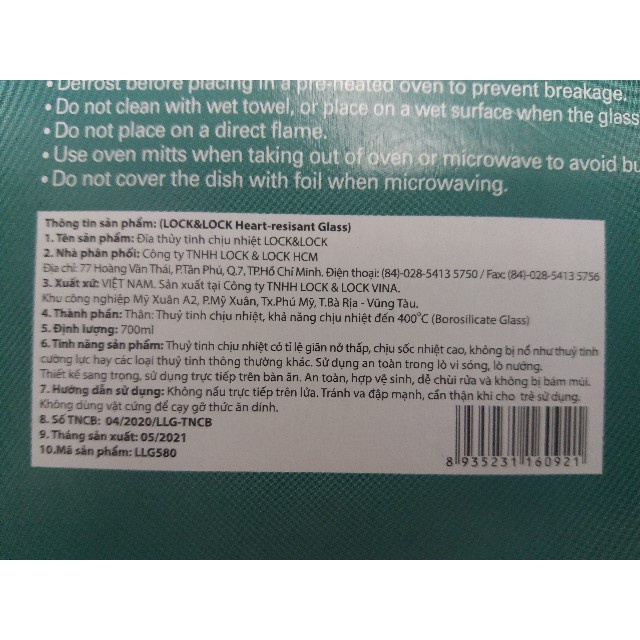 • Defrost before placing in a pre-heated oven to prevent breakage.
• Do not clean with wet towel, or place on a wet surface when the glass
• Do not place on a direct flame.
• Use oven mitts when taking out of oven or microwave to avoid bu
• Do not cover the dish with foil when microwaving.
Thông tin sản phẩm: (LOCK&LOCK Heart-resisant Glass)
1. Tên sản phẩm: Đĩa thủy tinh chịu nhiệt LOCK&LOCK
2. Nhà phân phối: Công ty TNHH LOCK & LOCK HCM
Địa chỉ: 77 Hoàng Văn Thái, P.Tân Phú, Q.7, TP.Hồ Chí Minh. Điện thoại: (84)-028-5413 5750 / Fax: (84)-028-5413 5756
3. Xuất xứ: VIỆT NAM. Sản xuất tại Công ty TNHH LOCK & LOCK VINA.
Khu công nghiệp Mỹ Xuân A2, P.Mỹ Xuân, Tx.Phú Mỹ, T.Bà Rịa - Vũng Tàu.
4. Thành phần: Thân: Thuỷ tinh chịu nhiệt, khả năng chịu nhiệt đến 400°C (Borosilicate Glass)
5. Định lượng: 700ml
6. Tính năng sản phẩm: Thuỷ tinh chịu nhiệt có tỉ lệ giãn nở thấp, chịu sốc nhiệt cao, không bị nổ như thuỷ tinh
cường lực hay các loại thuỷ tinh thông thường khác. Sử dụng an toàn trong lò vi sóng, lò nướng.
Thiết kế sang trọng, sử dụng trực tiếp trên bàn ăn. An toàn, hợp vệ sinh, dễ chùi rửa và không bị bám mùi.
7. Hướng dẫn sử dụng: Không nấu trực tiếp trên lửa. Tránh va đập mạnh, cẩn thận khi cho trẻ sử dụng.
Không dùng vật cứng để cạy gỡ thức ăn dính.
8. Số TNCB: 04/2020/LLG-TNCB
9. Tháng sản xuất: 05/2021
10.Mã sản phẩm: LLG580
8 935231 160921